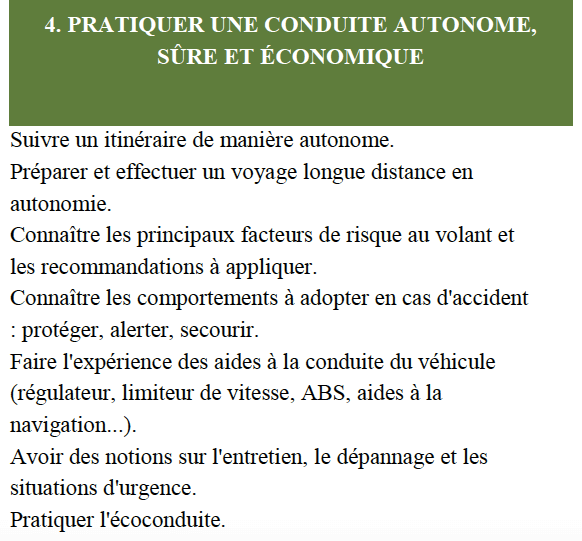 4. PRATIQUER UNE CONDUITE AUTONOME,
SÛRE ET ÉCONOMIQUE
Suivre un itinéraire de manière autonome.
Préparer et effectuer un voyage longue distance en
autonomie.
Connaître les principaux facteurs de risque au volant et
les recommandations à appliquer.
Connaître les comportements à adopter en cas d'accident
: protéger, alerter, secourir.
Faire l'expérience des aides à la conduite du véhicule
(régulateur, limiteur de vitesse, ABS, aides à la
navigation...).
Avoir des notions sur l'entretien, le dépannage et les
situations d'urgence.
Pratiquer l'écoconduite.